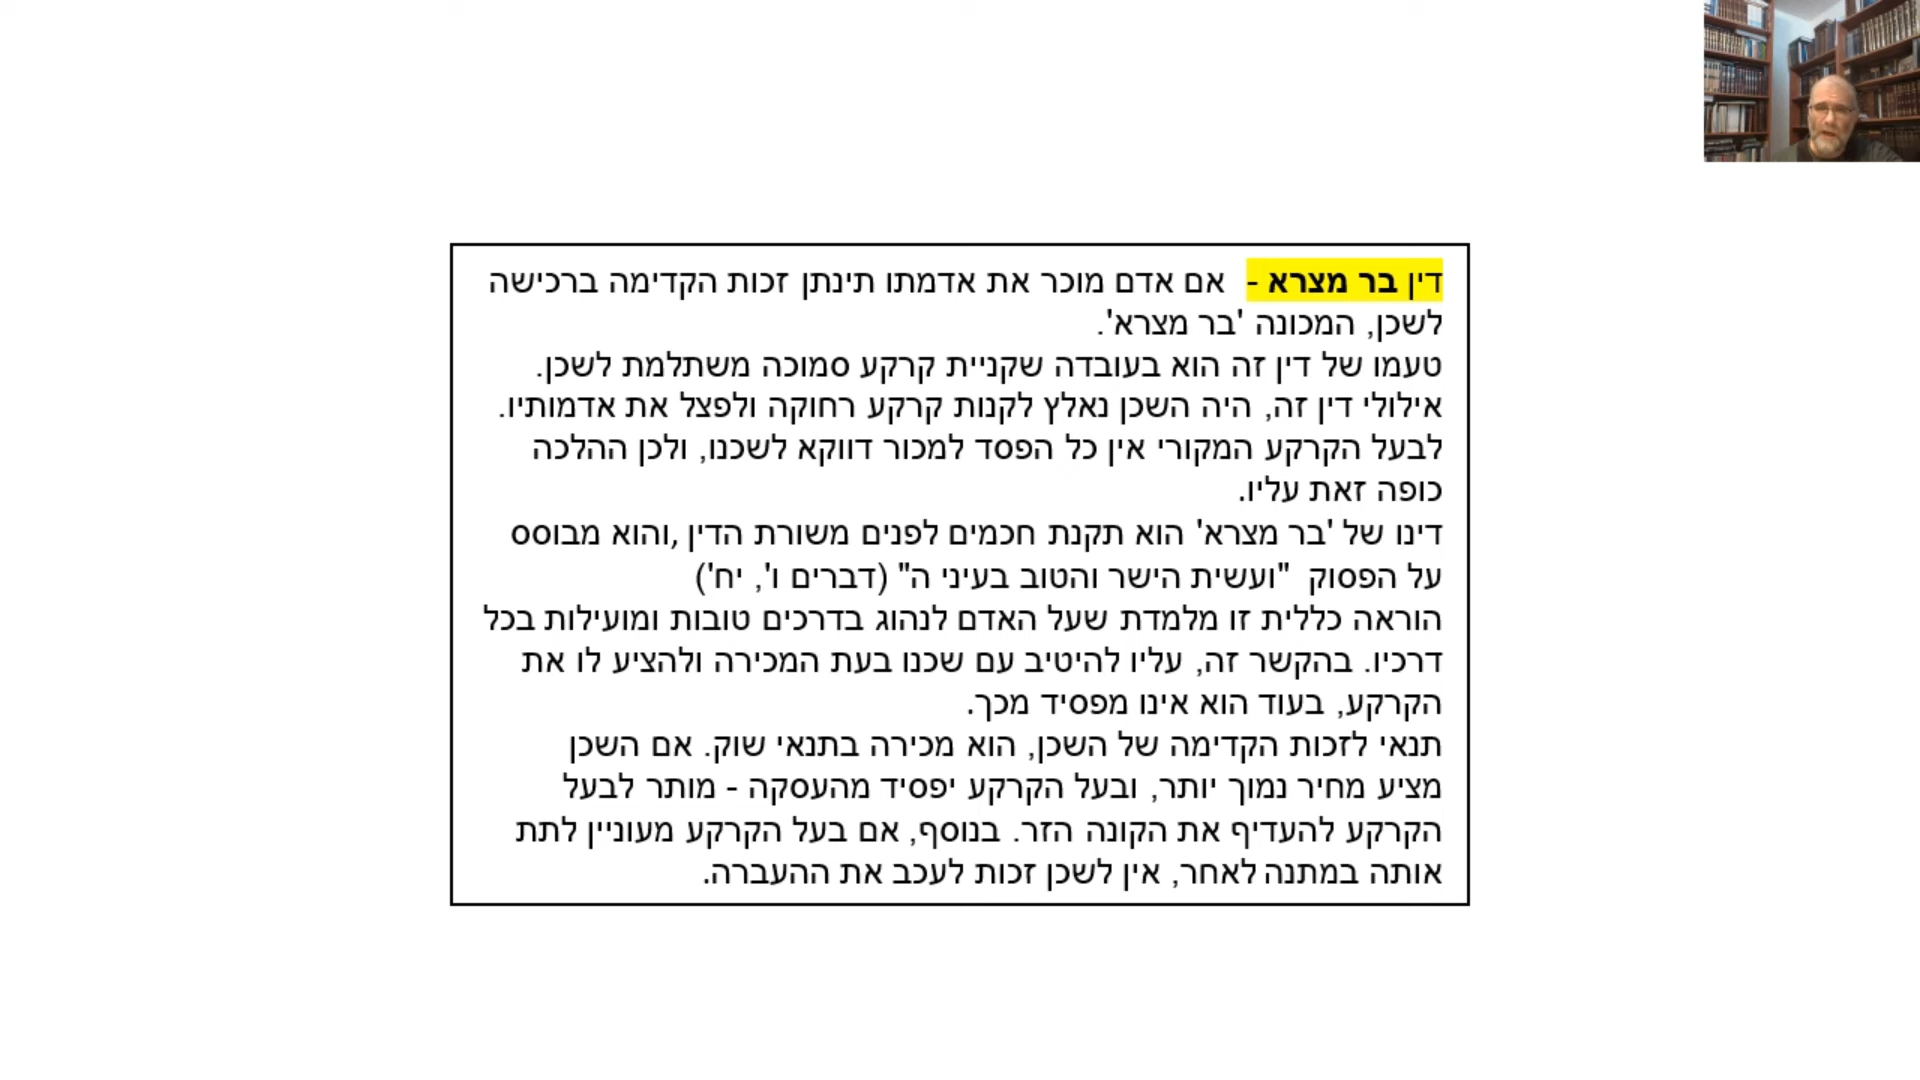 דין בר מצרא - אם אדם מוכר את אדמתו תינתן זכות הקדימה ברכישה
לשכן, המכונה 'בר מצרא'.
טעמו של דין זה הוא בעובדה שקניית קרקע סמוכה משתלמת לשכן.
אילולי דין זה, היה השכן נאלץ לקנות קרקע רחוקה ולפצל את אדמותיו.
לבעל הקרקע המקורי אין כל הפסד למכור דווקא לשכנו, ולכן ההלכה
כופה זאת עליו.
דינו של 'בר מצרא' הוא תקנת חכמים לפנים משורת הדין ,והוא מבוסס
על הפסוק "ועשית הישר והטוב בעיני ה" (דברים ו', יח')
הוראה כללית זו מלמדת שעל האדם לנהוג בדרכים טובות ומועילות בכל
דרכיו. בהקשר זה, עליו להיטיב עם שכנו בעת המכירה ולהציע לו את
הקרקע, בעוד הוא אינו מפסיד מכך.
תנאי לזכות הקדימה של השכן, הוא מכירה בתנאי שוק. אם השכן
מציע מחיר נמוך יותר, ובעל הקרקע יפסיד מהעסקה - מותר לבעל
הקרקע להעדיף את הקונה הזר. בנוסף, אם בעל הקרקע מעוניין לתת
אותה במתנה לאחר, אין לשכן זכות לעכב את ההעברה.